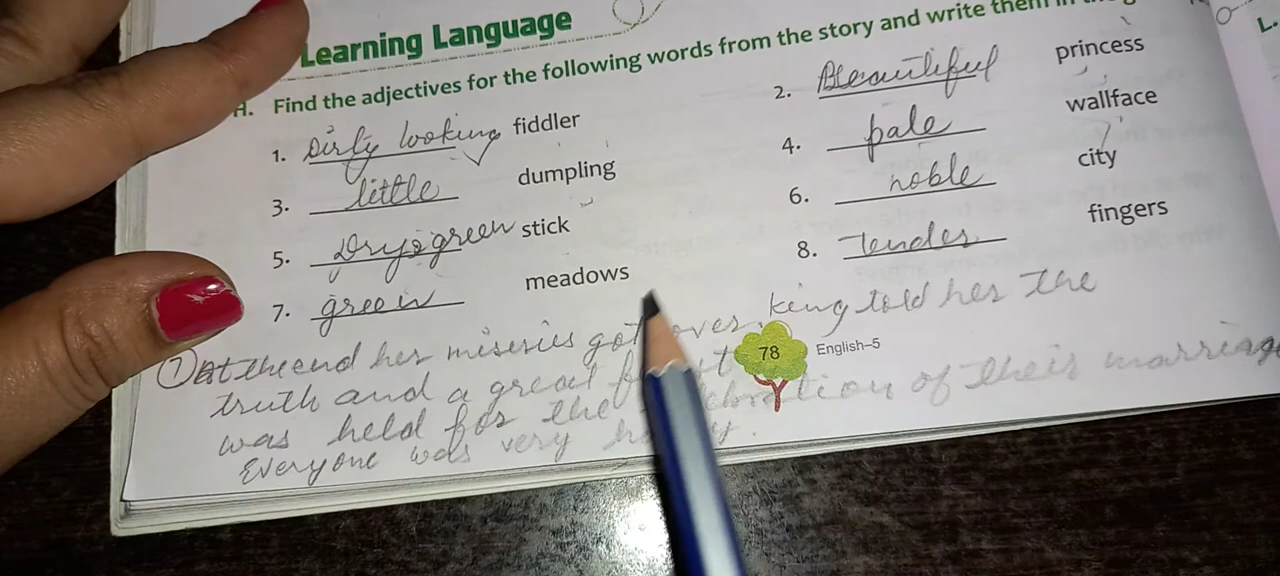 Learning Language
A. Find the adjectives for the following words from the story and write them in
1. Dirty looking fiddler
2. Beautiful princess
3. little dumpling
4. pale wallface
5. Dry & green stick
6. noble city
7. green meadows
8. Tender fingers
7 At the end her miseries got over. King told her the
truth and a great
was held for the of their marriage
Everyone was very
78
English–5
L.